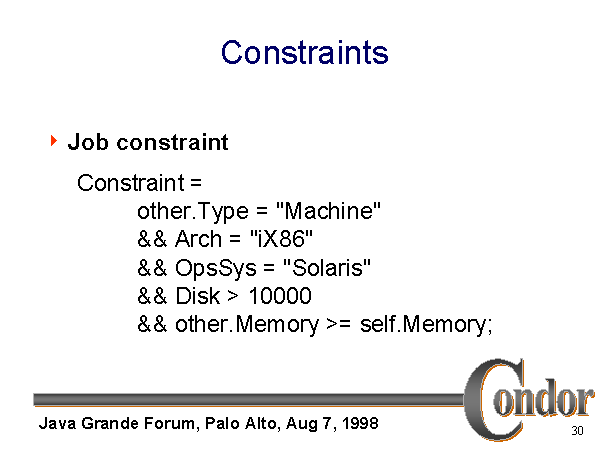 Constraints
Job constraint
Constraint =
other.Type = "Machine"
&& Arch = "iX86"
&& OpsSys = "Solaris"
&& Disk > 10000
&& other.Memory >= self.Memory;
Condor
Java Grande Forum, Palo Alto, Aug 7, 1998
30